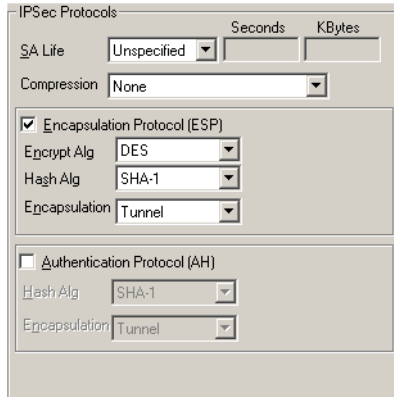 IPSec Protocols
Seconds KBytes
SA Life Unspecified
Compression None
Encapsulation Protocol (ESP)
Encrypt Alg DES
Hash Alg SHA-1
Encapsulation Tunnel
Authentication Protocol (AH)
Hash Alg SHA-1
Encapsulation Tunnel